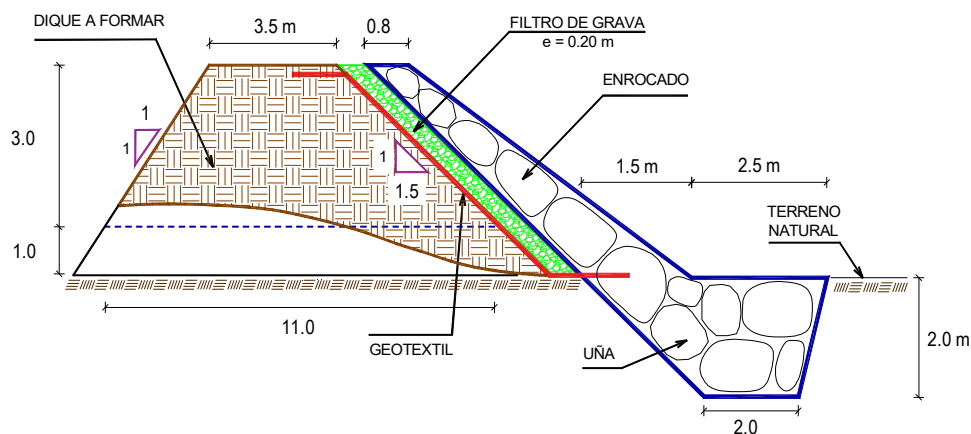 DIQUE A FORMAR
3.5 m
0.8
FILTRO DE GRAVA
e = 0.20 m
ENROCADO
3.0
1
1
1
1.5
1.5 m
2.5 m
TERRENO
NATURAL
1.0
11.0
GEOTEXTIL
UÑA
2.0 m
2.0